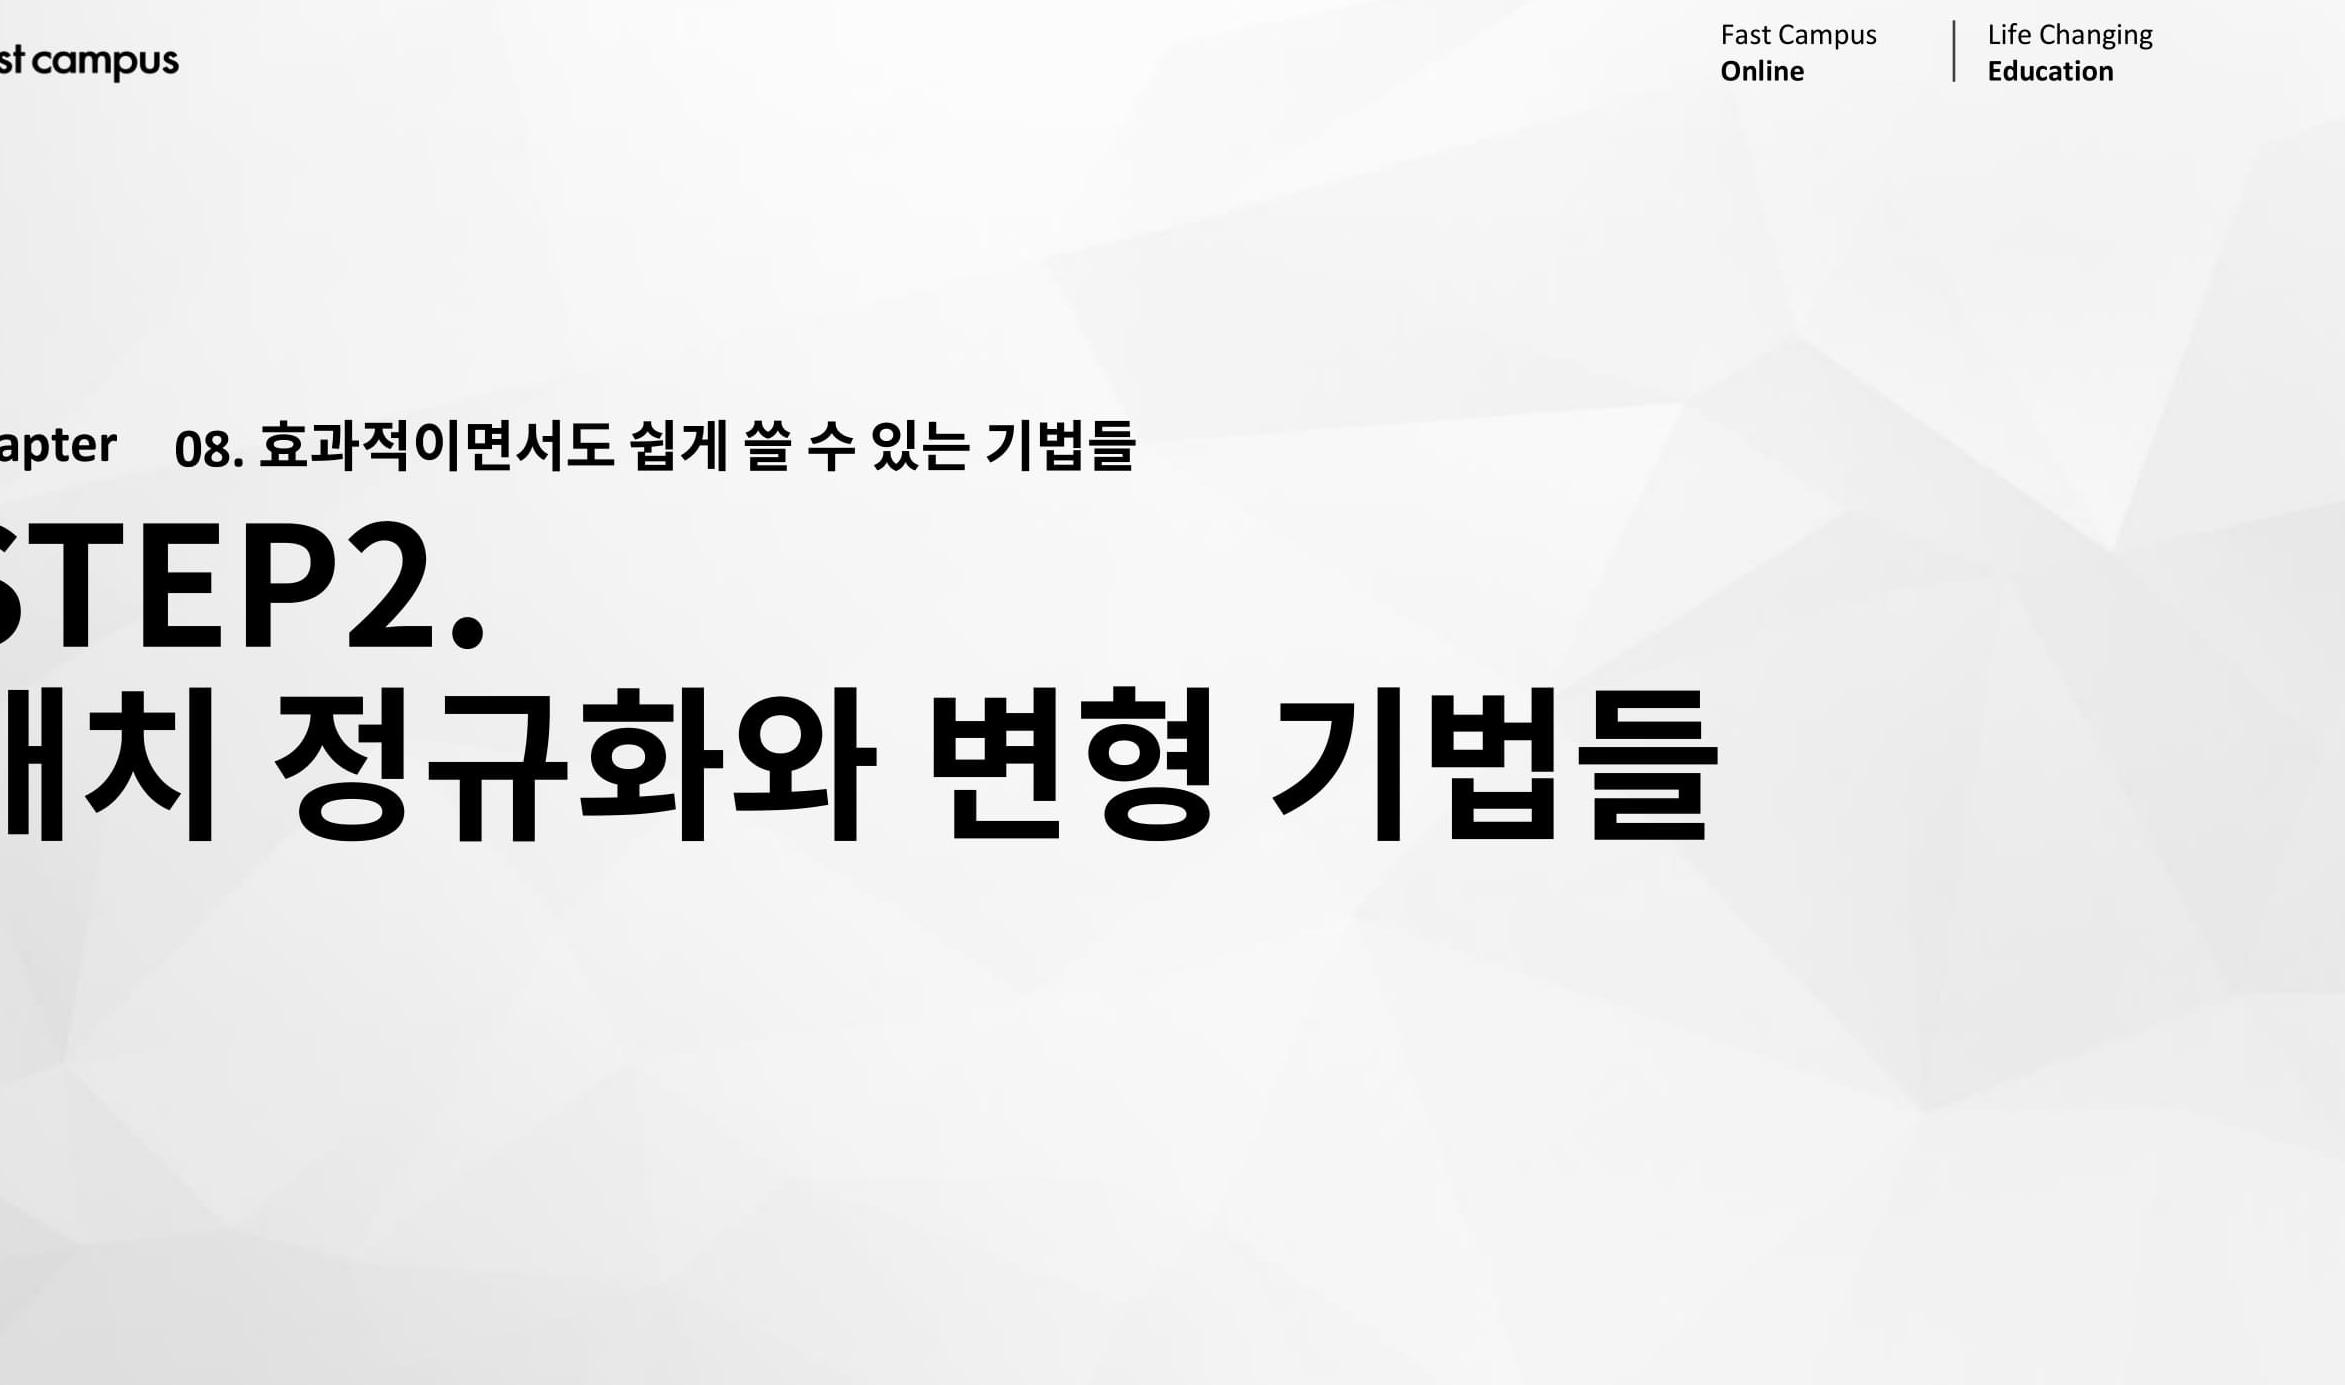 st campus
Fast Campus
Online
Life Changing
Education
apter 08. 효과적이면서도 쉽게 쓸 수 있는 기법들
STEP2.
배치 정규화와 변형 기법들